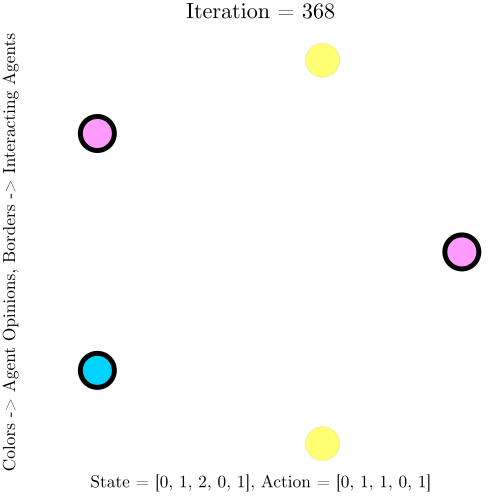 Iteration = 368
Colors -> Agent Opinions, Borders -> Interacting Agents
State = [0, 1, 2, 0, 1], Action = [0, 1, 1, 0, 1]